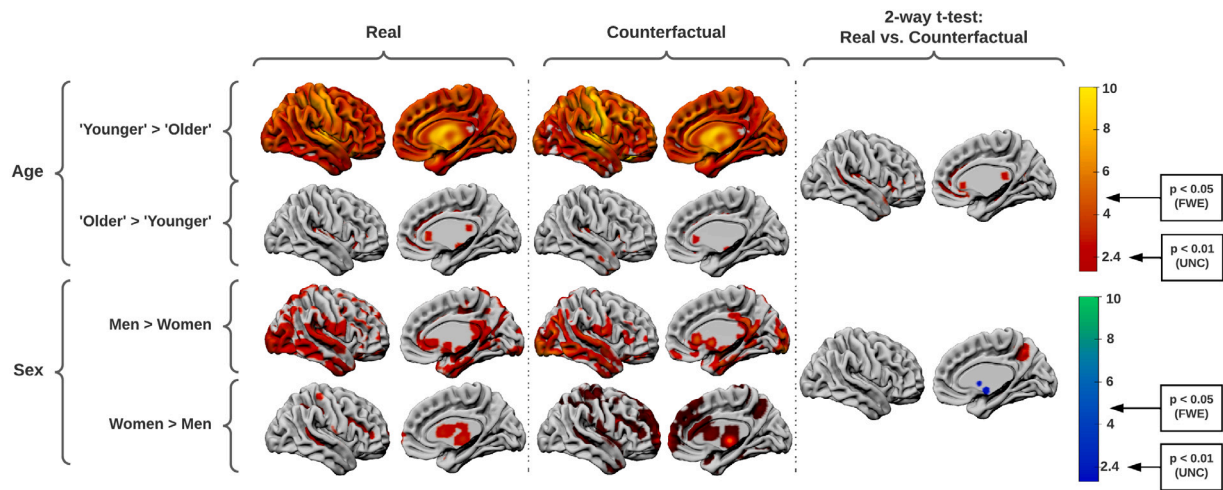 Real
Counterfactual
2-way t-test:
Real vs. Counterfactual
Age
'Younger' > 'Older'
'Older' > 'Younger'
Sex
Men > Women
Women > Men
10
8
6
4
2.4
p < 0.05
(FWE)
p < 0.01
(UNC)
10
8
6
4
2.4
p < 0.05
(FWE)
p < 0.01
(UNC)